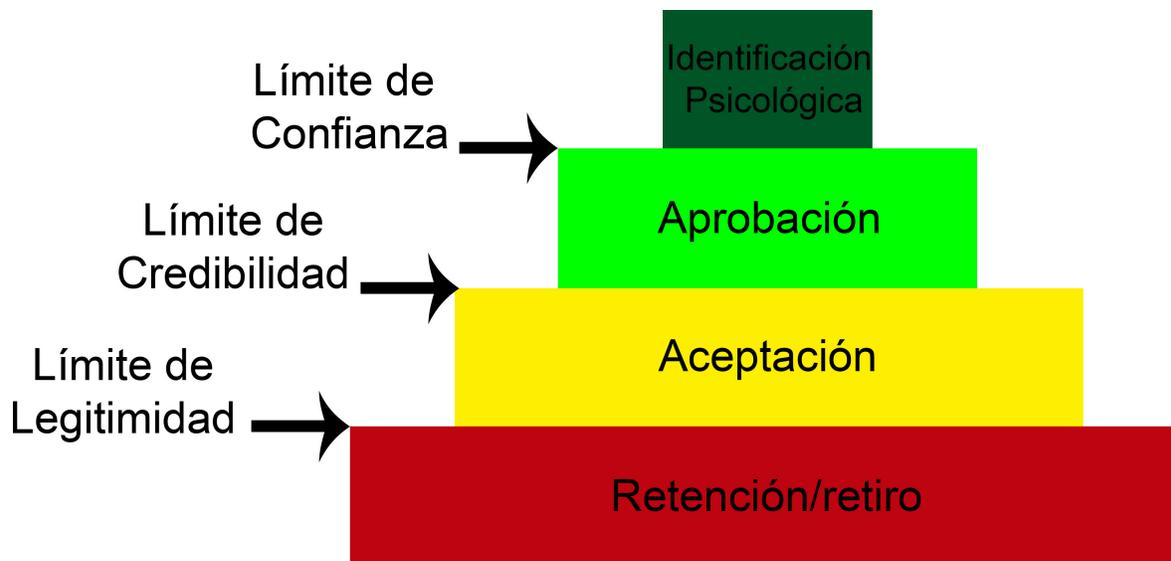 Identificación
Psicológica
Límite de
Confianza
Aprobación
Límite de
Credibilidad
Aceptación
Límite de
Legitimidad
Retención/retiro